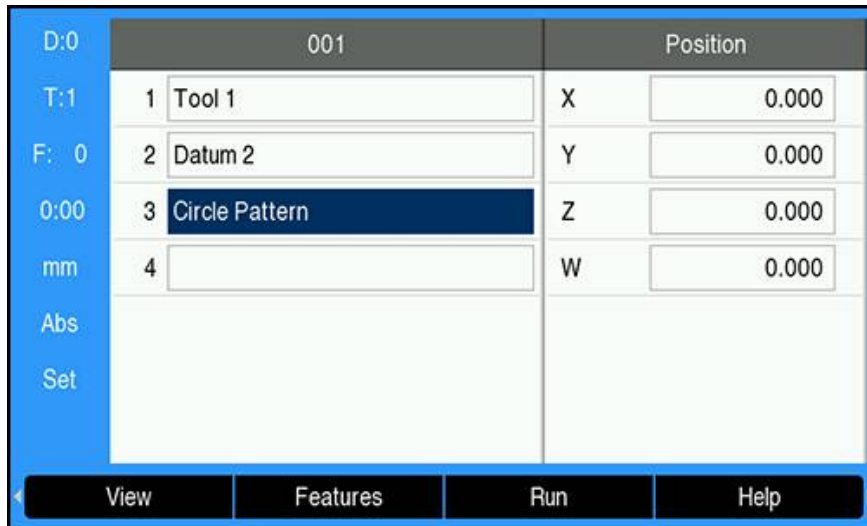 D:0 001 Position
T:1 1 Tool 1 X 0.000
F: 0 2 Datum 2 Y 0.000
0:00 3 Circle Pattern Z 0.000
mm 4 W 0.000
Abs
Set
View Features Run Help